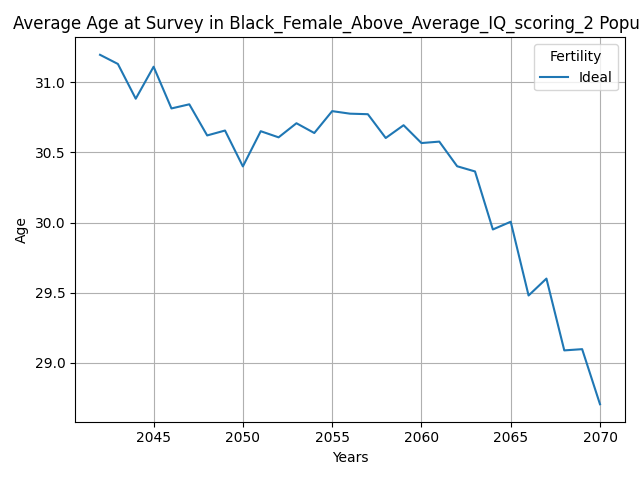 Average Age at Survey in Black_Female_Above_Average_IQ_scoring_2 Popu
Fertility
Ideal
31.0
30.5
30.0
29.5
29.0
Age
2045 2050 2055 2060 2065 2070
Years